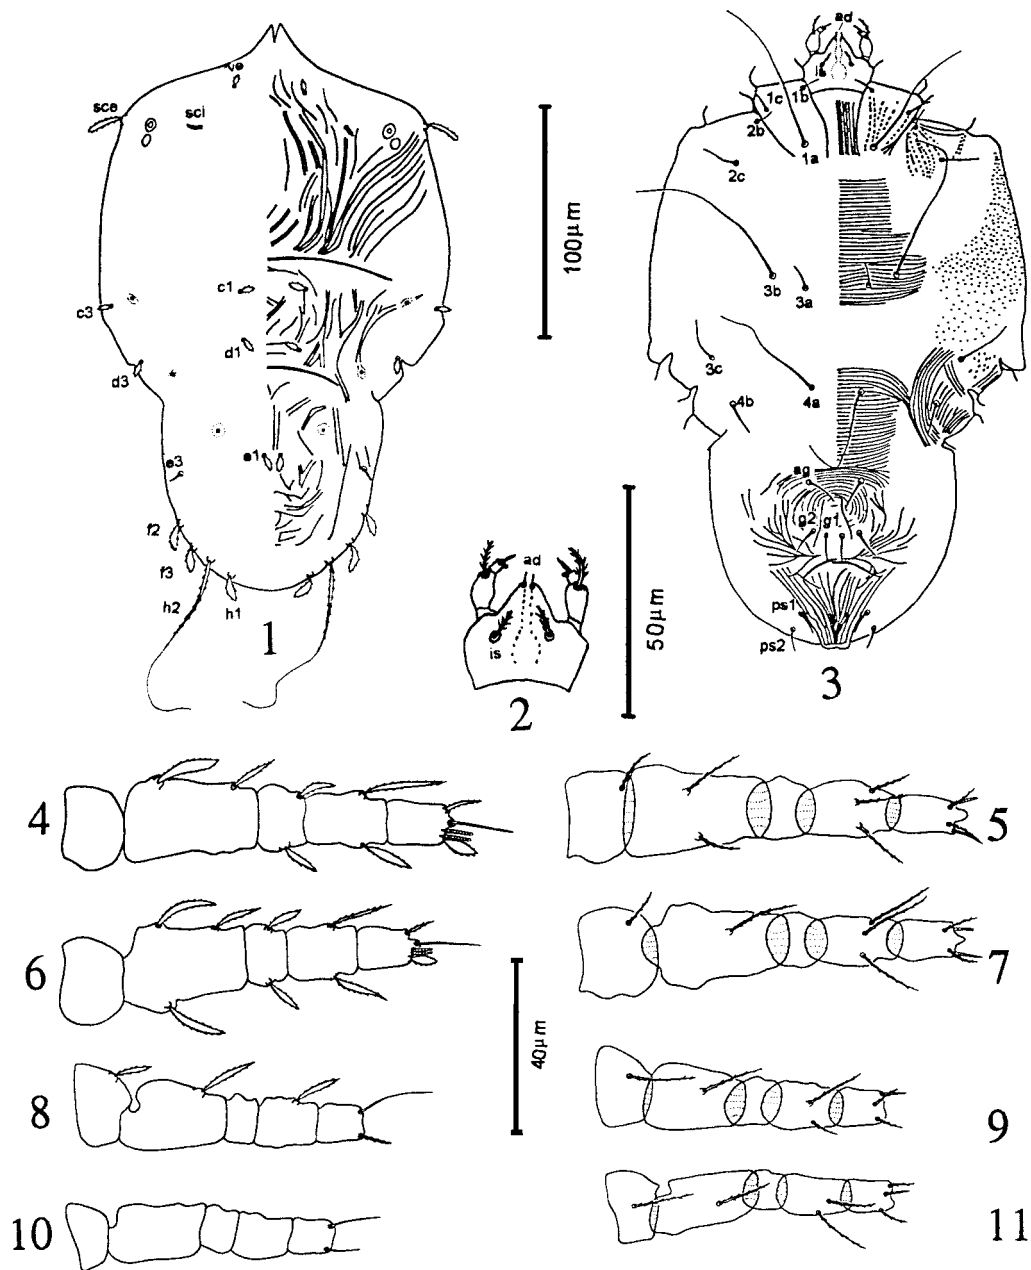 ve
sce
sci
c1
c3
d1
d3
e1
e3
f2
f3
h2
h1
1
100µm
ad
is
2
50µm
ad
is
1c
1b
2b
1a
2c
3b
3a
3c
4a
4b
ag
g2
g1
ps1
ps2
3
4
5
6
7
40µm
8
9
10
11